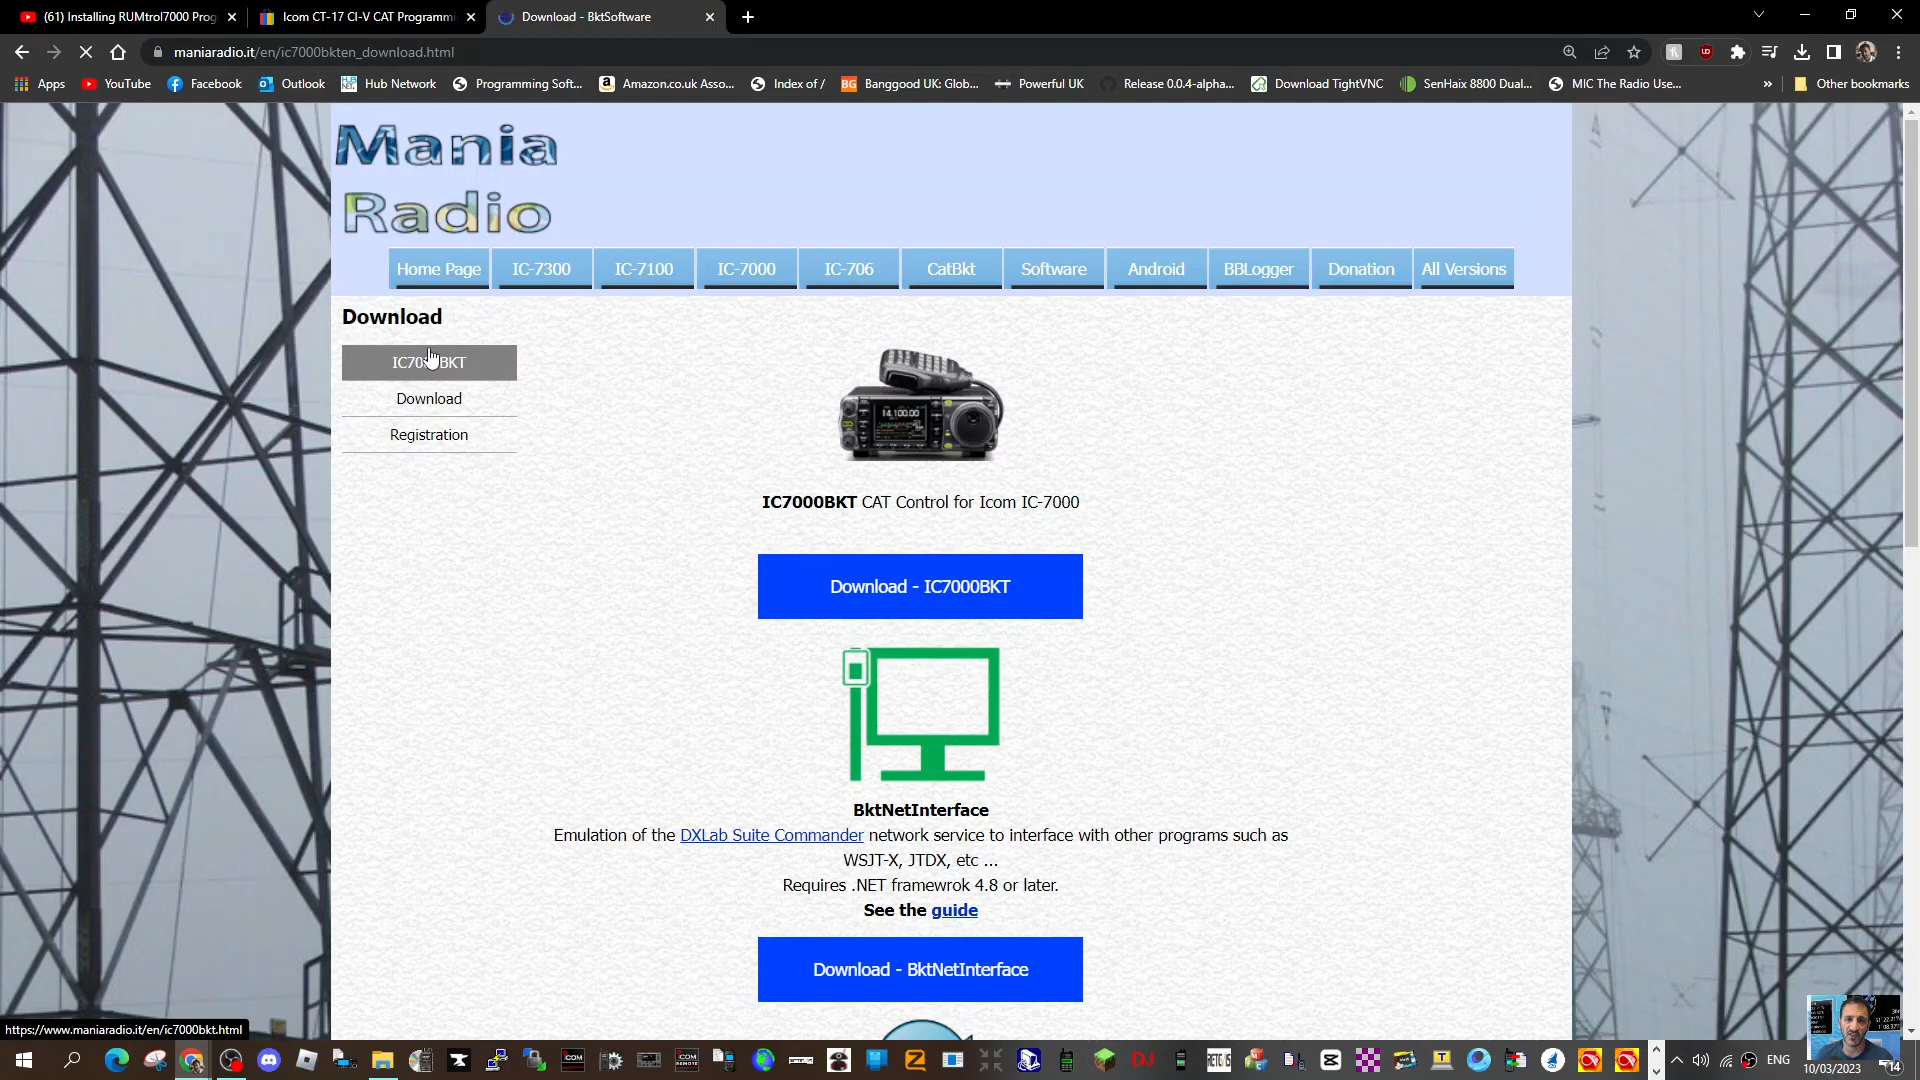 (61) Installing RUMtrol7000 Prog
Icom CT-17 CI-V CAT Programmi
Download - BktSoftware
maniaradio.it/en/ic7000bkten_download.html
Apps
YouTube
Facebook
Outlook
Hub Network
Programming Soft...
Amazon.co.uk Asso...
Index of /
Banggood UK: Glob...
Powerful UK
Release 0.0.4-alpha...
Download TightVNC
SenHaix 8800 Dual...
MIC The Radio Use...
»
Other bookmarks
Mania
Radio
Home Page
IC-7300
IC-7100
IC-7000
IC-706
CatBkt
Software
Android
BBLogger
Donation
All Versions
Download
Download
Registration
14.100.00
IC7000BKT CAT Control for Icom IC-7000
Download - IC7000BKT
BktNetInterface
Emulation of the DXLab Suite Commander network service to interface with other programs such as
WSJT-X, JTDX, etc ...
Requires .NET framewrok 4.8 or later.
See the guide
Download - BktNetInterface
https://www.maniaradio.it/en/ic7000bkt.html
ENG
10/03/2023
14